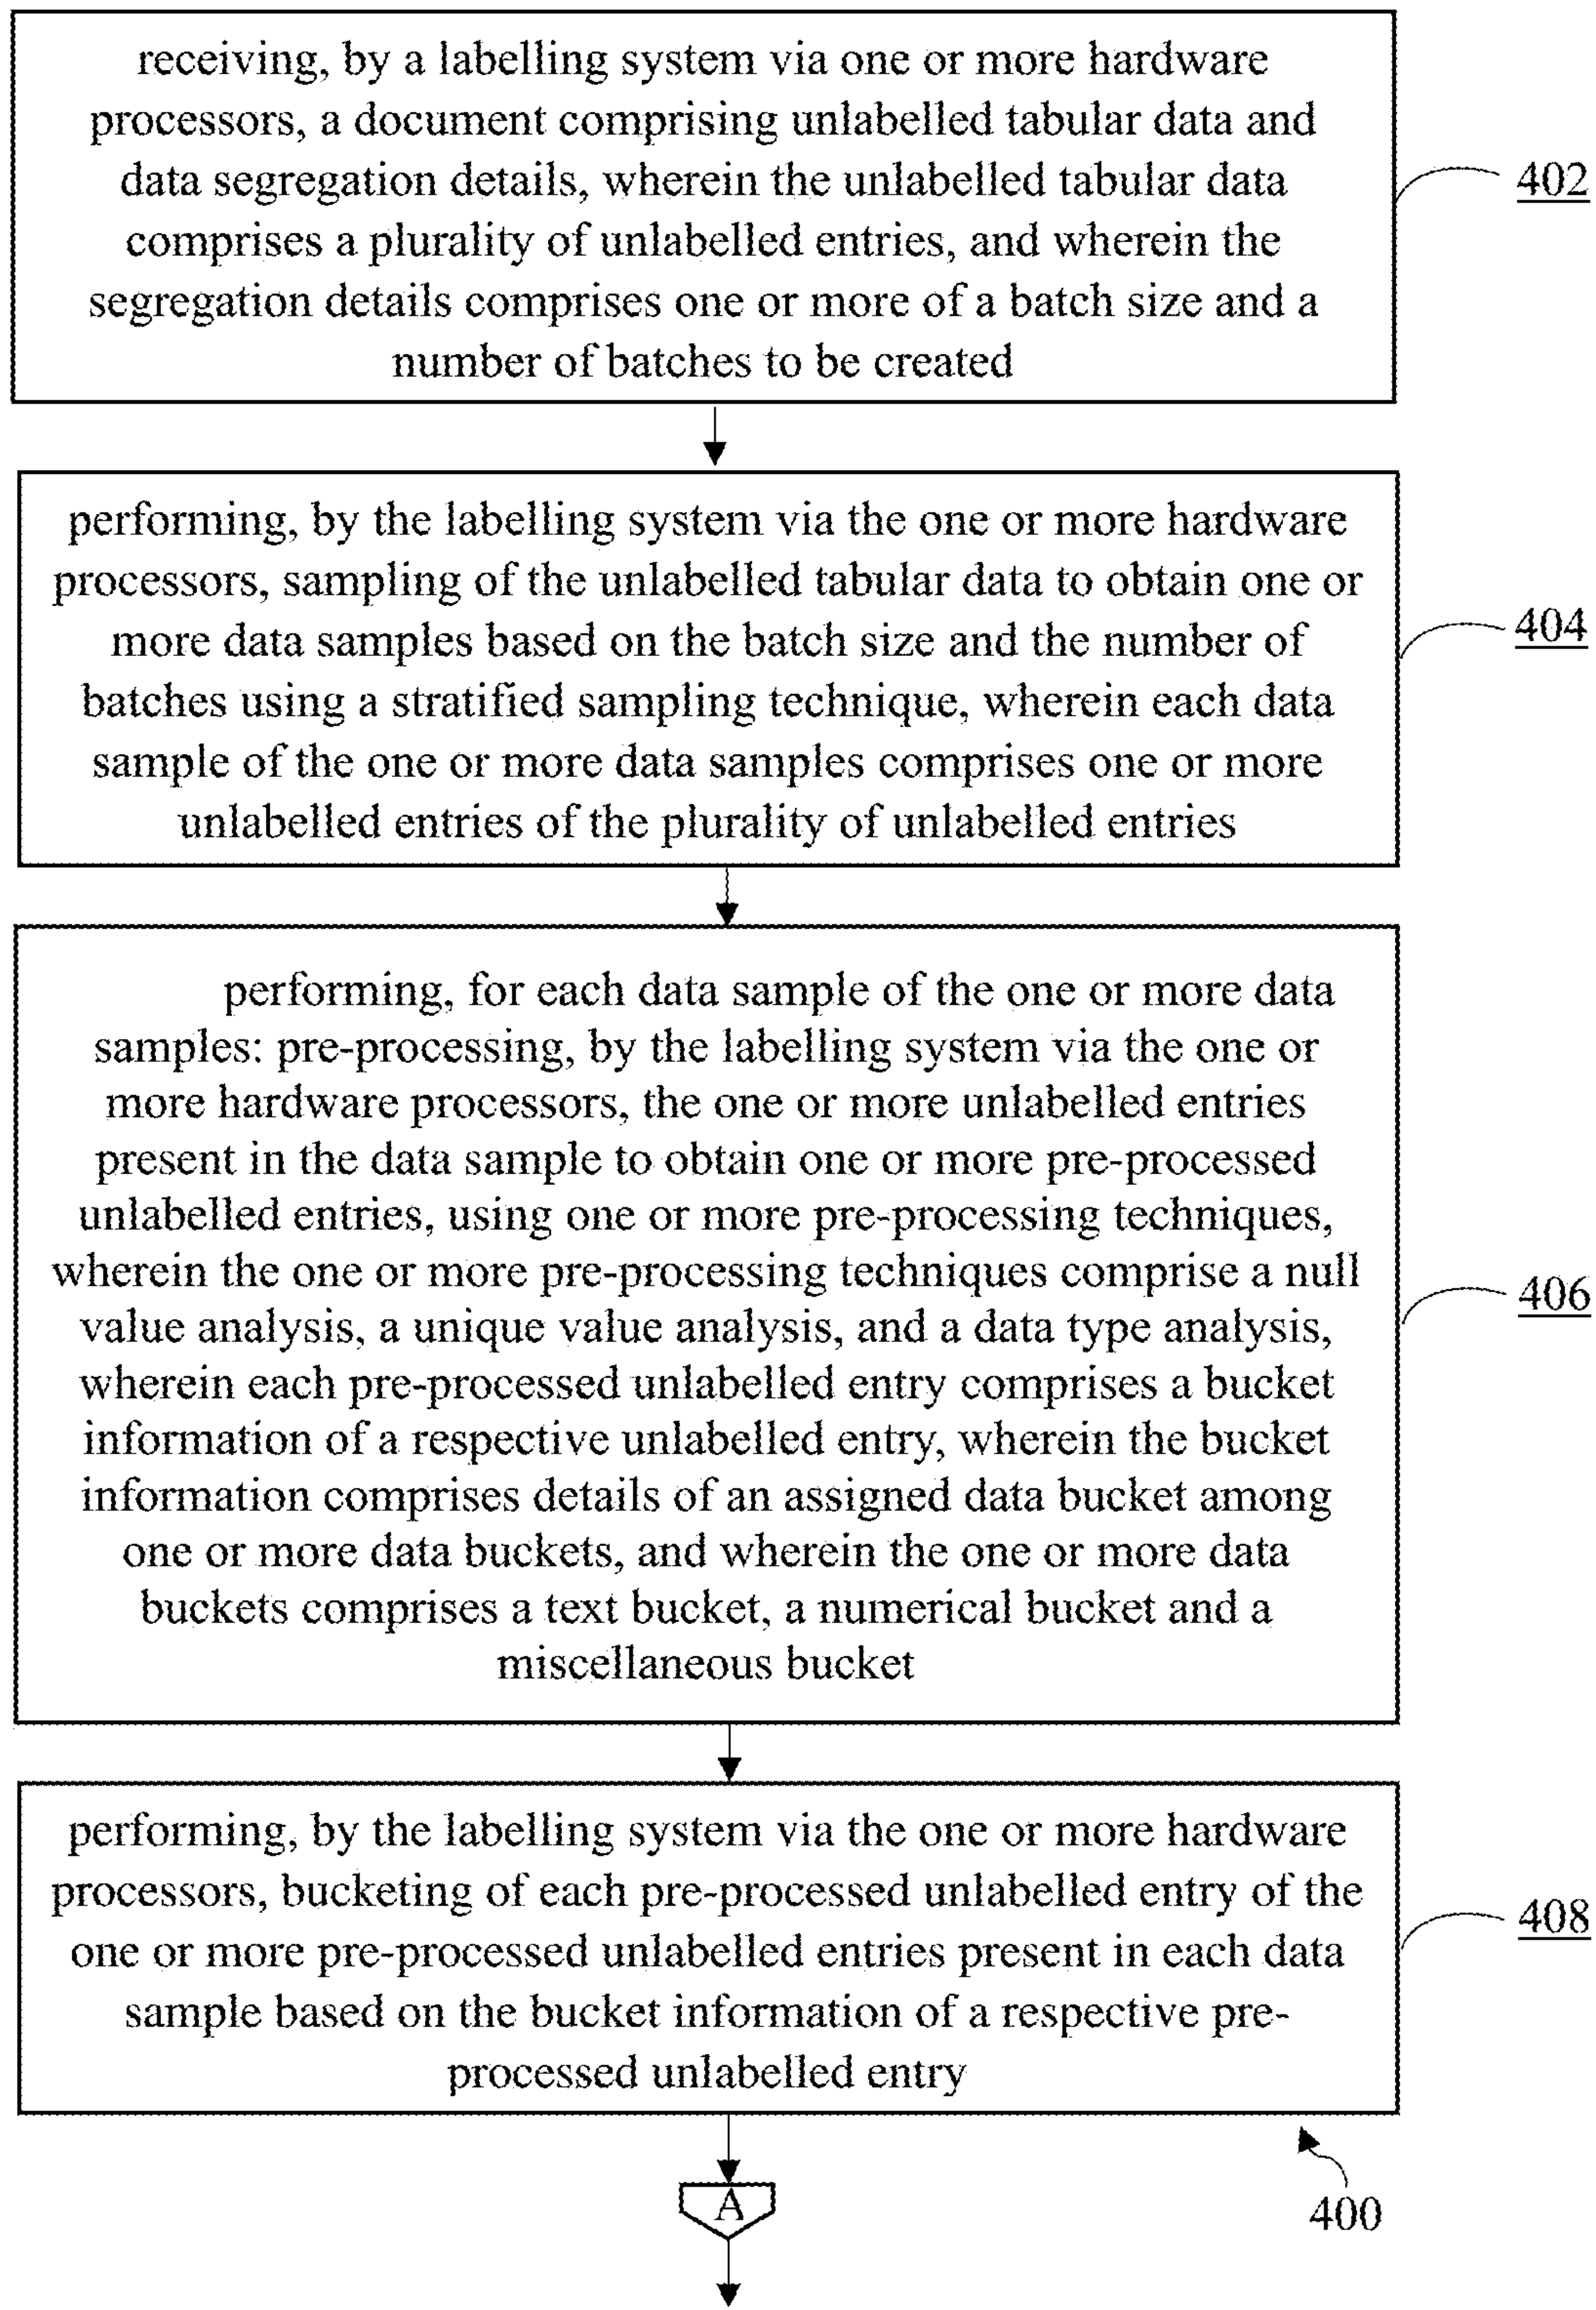 receiving, by a labelling system via one or more hardware
processors, a document comprising unlabelled tabular data and
data segregation details, wherein the unlabelled tabular data
comprises a plurality of unlabelled entries, and wherein the
segregation details comprises one or more of a batch size and a
number of batches to be created
402
performing, by the labelling system via the one or more hardware
processors, sampling of the unlabelled tabular data to obtain one or
more data samples based on the batch size and the number of
batches using a stratified sampling technique, wherein each data
sample of the one or more data samples comprises one or more
unlabelled entries of the plurality of unlabelled entries
404
performing, for each data sample of the one or more data
samples: pre-processing, by the labelling system via the one or
more hardware processors, the one or more unlabelled entries
present in the data sample to obtain one or more pre-processed
unlabelled entries, using one or more pre-processing techniques,
wherein the one or more pre-processing techniques comprise a null
value analysis, a unique value analysis, and a data type analysis,
wherein each pre-processed unlabelled entry comprises a bucket
information of a respective unlabelled entry, wherein the bucket
information comprises details of an assigned data bucket among
one or more data buckets, and wherein the one or more data
buckets comprises a text bucket, a numerical bucket and a
miscellaneous bucket
406
performing, by the labelling system via the one or more hardware
processors, bucketing of each pre-processed unlabelled entry of the
one or more pre-processed unlabelled entries present in each data
sample based on the bucket information of a respective pre-
processed unlabelled entry
408
A
400